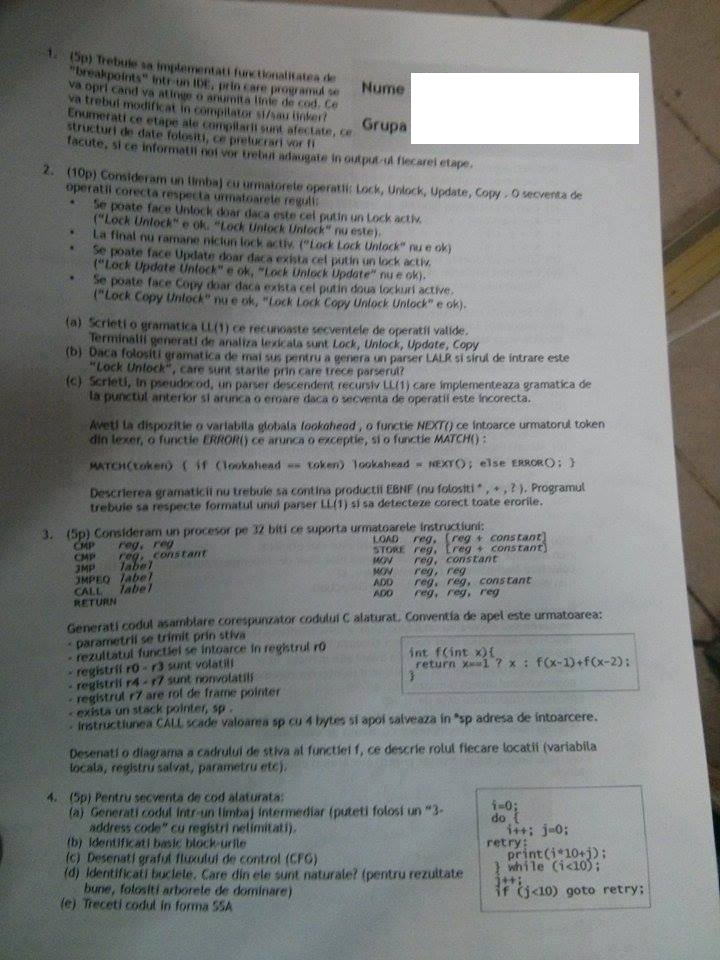 1. (5p) Trebuie sa implementati functionalitatea de
"breakpoints" intr-un IDE, prin care programul se
va opri cand va atinge o anumita linie de cod. Ce
va trebui modificat in compilator si/sau linker?
Enumerati ce etape ale compilarii sunt afectate, ce
structuri de date folositi, ce prelucrari vor fi
facute, si ce informatii noi vor trebui adaugate in output-ul fiecarei etape.
Nume
Grupa
2. (10p) Consideram un limbaj cu urmatorele operatii: Lock, Unlock, Update, Copy . O secventa de
operatii corecta respecta urmatoarele reguli:
• Se poate face Unlock doar daca este cel putin un Lock activ.
("Lock Unlock" e ok. "Lock Unlock Unlock" nu este).
• La final nu ramane niciun lock activ. ("Lock Lock Unlock" nu e ok)
• Se poate face Update doar daca exista cel putin un lock activ.
("Lock Update Unlock" e ok, "Lock Unlock Update" nu e ok).
• Se poate face Copy doar daca exista cel putin doua lockuri active.
("Lock Copy Unlock" nu e ok, "Lock Lock Copy Unlock Unlock" e ok).
(a) Scrieti o gramatica LL(1) ce recunoaste secventele de operatii valide.
Terminalii generati de analiza lexicala sunt Lock, Unlock, Update, Copy
(b) Daca folositi gramatica de mai sus pentru a genera un parser LALR si sirul de intrare este
"Lock Unlock", care sunt starile prin care trece parserul?
(c) Scrieti, in pseudocod, un parser descendent recursiv LL(1) care implementeaza gramatica de
la punctul anterior si arunca o eroare daca o secventa de operatii este incorecta.
Aveti la dispozitie o variabila globala lookahead , o functie NEXT() ce intoarce urmatorul token
din lexer, o functie ERROR() ce arunca o exceptie, si o functie MATCH() :
MATCH(token) { if (lookahead == token) lookahead = NEXT(); else ERROR(); }
Descrierea gramaticii nu trebuie sa contina productii EBNF (nu folositi * , + , ? ). Programul
trebuie sa respecte formatul unui parser LL(1) si sa detecteze corect toate erorile.
3. (5p) Consideram un procesor pe 32 biti ce suporta urmatoarele instructiuni:
CMP reg, reg
CMP reg, constant
JMP label
JMPEQ label
CALL label
RETURN
LOAD reg, [reg + constant]
STORE reg, [reg + constant]
MOV reg, constant
MOV reg, reg
ADD reg, reg, constant
ADD reg, reg, reg
Generati codul asamblare corespunzator codului C alaturat. Conventia de apel este urmatoarea:
- parametrii se trimit prin stiva
- rezultatul functiei se intoarce in registrul r0
- registrii r0 - r3 sunt volatili
- registrii r4 - r7 sunt nonvolatili
- registrul r7 are rol de frame pointer
- exista un stack pointer, sp .
- instructiunea CALL scade valoarea sp cu 4 bytes si apoi salveaza in *sp adresa de intoarcere.
int f(int x){
return x==1 ? x : f(x-1)+f(x-2);
}
Desenati o diagrama a cadrului de stiva al functiei f, ce descrie rolul fiecare locatii (variabila
locala, registru salvat, parametru etc).
4. (5p) Pentru secventa de cod alaturata:
(a) Generati codul intr-un limbaj intermediar (puteti folosi un "3-
address code" cu registri nelimitati).
(b) Identificati basic block-urile
(c) Desenati graful fluxului de control (CFG)
(d) Identificati buclele. Care din ele sunt naturale? (pentru rezultate
bune, folositi arborele de dominare)
(e) Treceti codul in forma SSA
i=0;
do {
i++; j=0;
retry:
print(i*10+j);
} while (i<10);
j++;
if (j<10) goto retry;